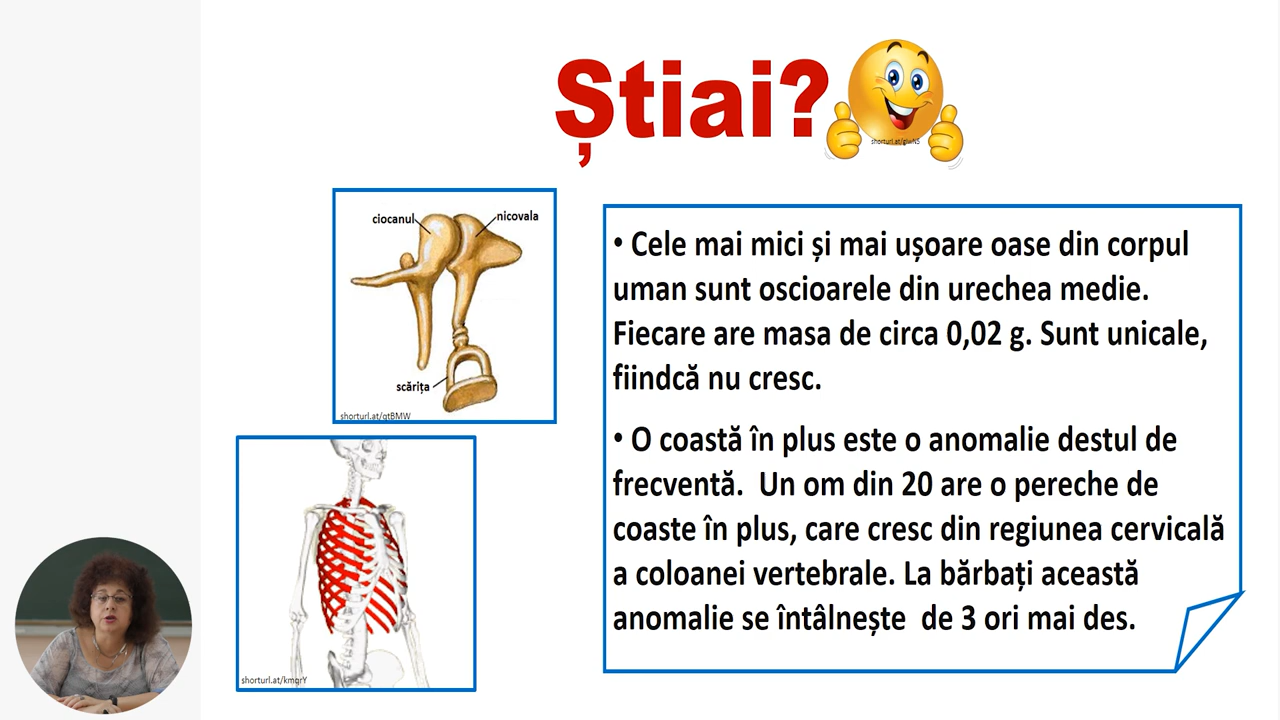 Știai?
shorturl.at/glwN5
ciocanul
nicovala
scărița
shorturl.at/qtBMW
shorturl.at/kmqrY
• Cele mai mici și mai ușoare oase din corpul
uman sunt oscioarele din urechea medie.
Fiecare are masa de circa 0,02 g. Sunt unicale,
fiindcă nu cresc.
• O coastă în plus este o anomalie destul de
frecventă. Un om din 20 are o pereche de
coaste în plus, care cresc din regiunea cervicală
a coloanei vertebrale. La bărbați această
anomalie se întâlnește de 3 ori mai des.